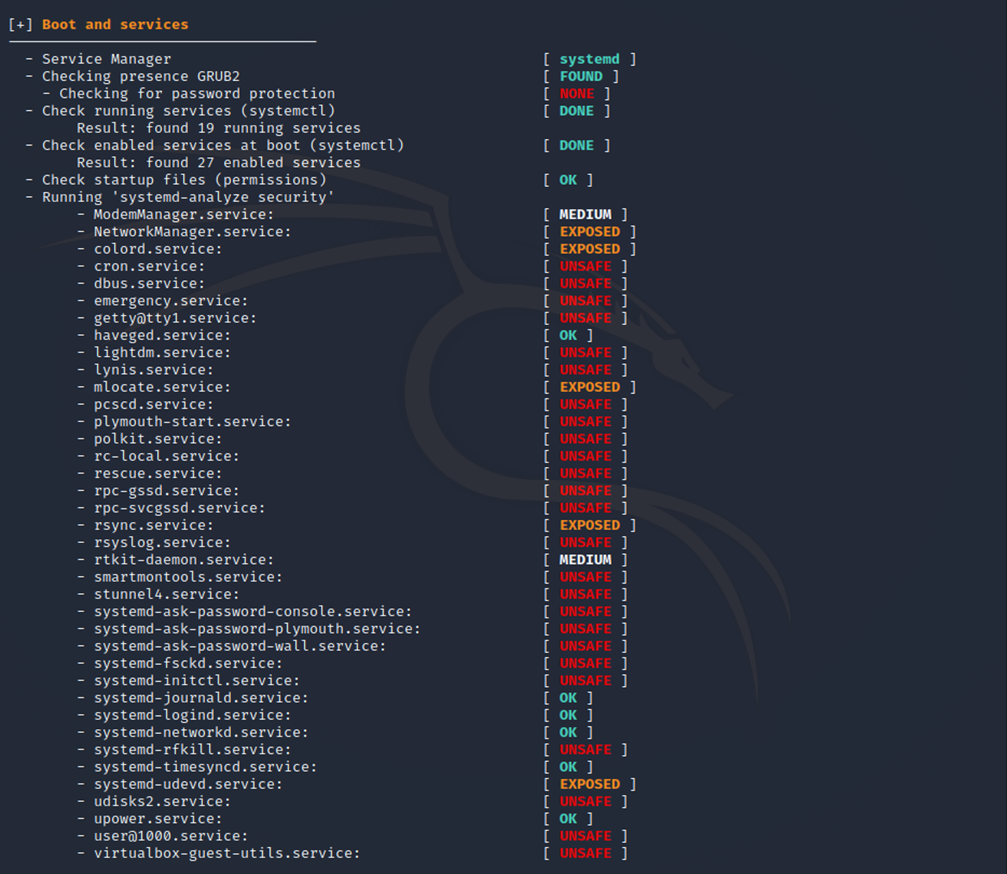 [+] Boot and services
- Service Manager [ systemd ]
- Checking presence GRUB2 [ FOUND ]
- Checking for password protection [ NONE ]
- Check running services (systemctl) [ DONE ]
Result: found 19 running services
- Check enabled services at boot (systemctl) [ DONE ]
Result: found 27 enabled services
- Check startup files (permissions) [ OK ]
- Running 'systemd-analyze security'
- ModemManager.service: [ MEDIUM ]
- NetworkManager.service: [ EXPOSED ]
- colord.service: [ EXPOSED ]
- cron.service: [ UNSAFE ]
- dbus.service: [ UNSAFE ]
- emergency.service: [ UNSAFE ]
- getty@tty1.service: [ UNSAFE ]
- haveged.service: [ OK ]
- lightdm.service: [ UNSAFE ]
- lynis.service: [ UNSAFE ]
- mlocate.service: [ EXPOSED ]
- pcscd.service: [ UNSAFE ]
- plymouth-start.service: [ UNSAFE ]
- polkit.service: [ UNSAFE ]
- rc-local.service: [ UNSAFE ]
- rescue.service: [ UNSAFE ]
- rpc-gssd.service: [ UNSAFE ]
- rpc-svcgssd.service: [ UNSAFE ]
- rsync.service: [ EXPOSED ]
- rsyslog.service: [ UNSAFE ]
- rtkit-daemon.service: [ MEDIUM ]
- smartmontools.service: [ UNSAFE ]
- stunnel4.service: [ UNSAFE ]
- systemd-ask-password-console.service: [ UNSAFE ]
- systemd-ask-password-plymouth.service: [ UNSAFE ]
- systemd-ask-password-wall.service: [ UNSAFE ]
- systemd-fsckd.service: [ UNSAFE ]
- systemd-initctl.service: [ UNSAFE ]
- systemd-journald.service: [ OK ]
- systemd-logind.service: [ OK ]
- systemd-networkd.service: [ OK ]
- systemd-rfkill.service: [ UNSAFE ]
- systemd-timesyncd.service: [ OK ]
- systemd-udevd.service: [ EXPOSED ]
- udisks2.service: [ UNSAFE ]
- upower.service: [ OK ]
- user@1000.service: [ UNSAFE ]
- virtualbox-guest-utils.service: [ UNSAFE ]